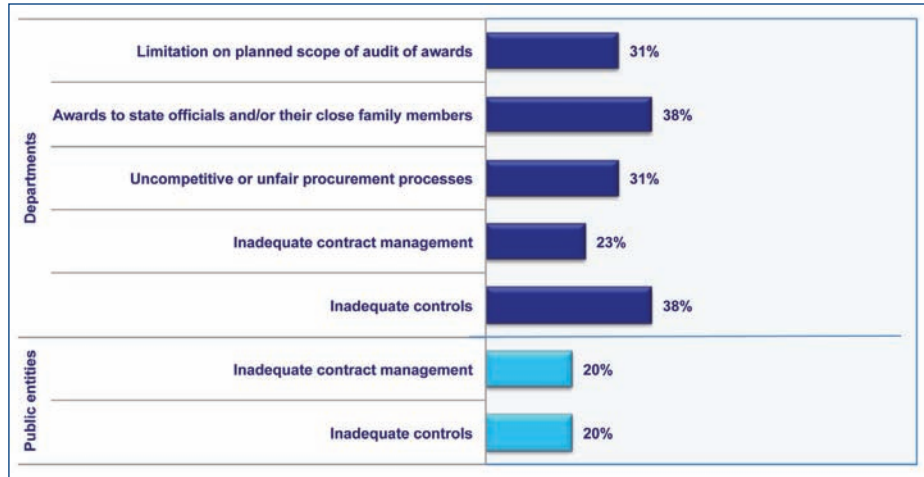 Departments
Limitation on planned scope of audit of awards
31%
Awards to state officials and/or their close family members
38%
Uncompetitive or unfair procurement processes
31%
Inadequate contract management
23%
Inadequate controls
38%
Public entities
Inadequate contract management
20%
Inadequate controls
20%